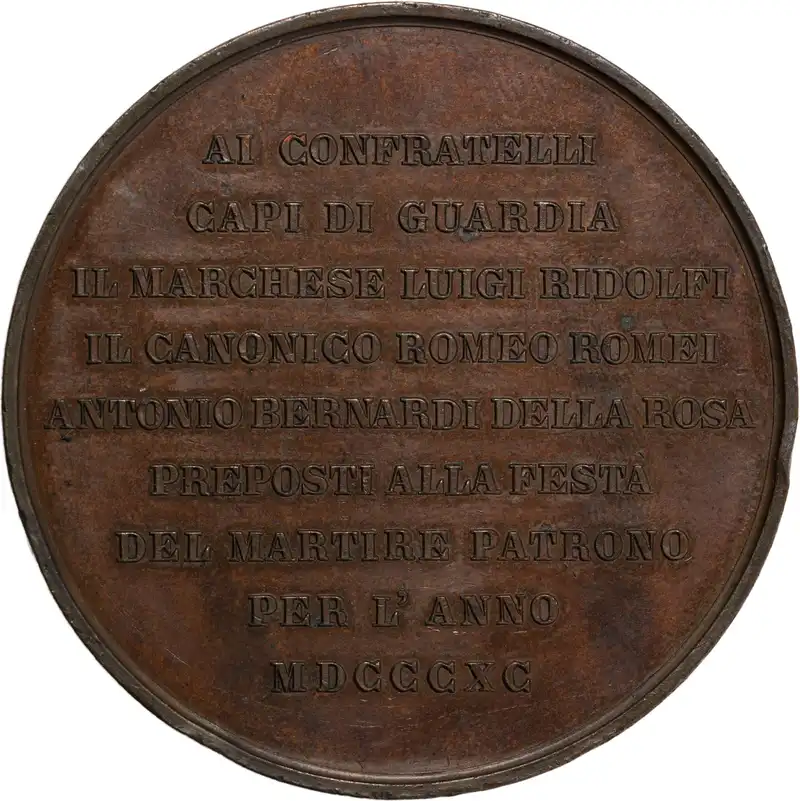 AI CONFRATELLI
CAPI DI GUARDIA
IL MARCHESE LUIGI RIDOLFI
IL CANONICO ROMEO ROMEI
ANTONIO BERNARDI DELLA ROSA
PREPOSTI ALLA FESTA
DEL MARTIRE PATRONO
PER L' ANNO
MDCCCXC